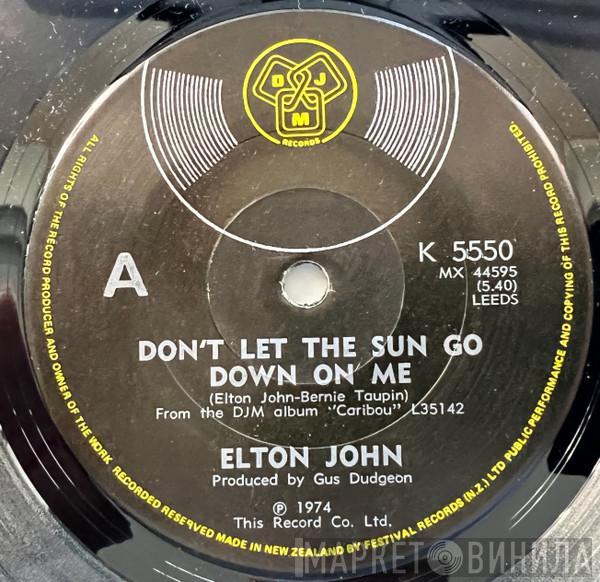 D J M
RECORDS
A
K 5550
MX 44595
(5.40)
LEEDS
DON'T LET THE SUN GO
DOWN ON ME
(Elton John-Bernie Taupin)
From the DJM album "Caribou" L35142
ELTON JOHN
Produced by Gus Dudgeon
Ⓟ 1974
This Record Co. Ltd.
ALL RIGHTS OF THE RECORD PRODUCER AND OWNER OF THE WORK RECORDED RESERVED MADE IN NEW ZEALAND BY FESTIVAL RECORDS (N.Z.) LTD PUBLIC PERFORMANCE AND COPYING OF THIS RECORD PROHIBITED.
МАРКЕТ ВИНИЛА